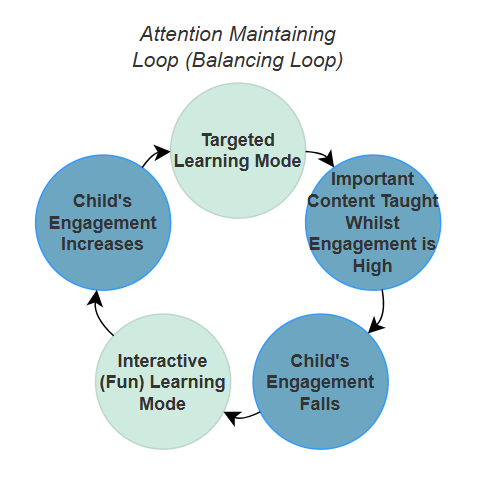 Attention Maintaining
Loop (Balancing Loop)
Targeted
Learning Mode
Important
Content Taught
Whilst
Engagement is
High
Child's
Engagement
Falls
Interactive
(Fun) Learning
Mode
Child's
Engagement
Increases